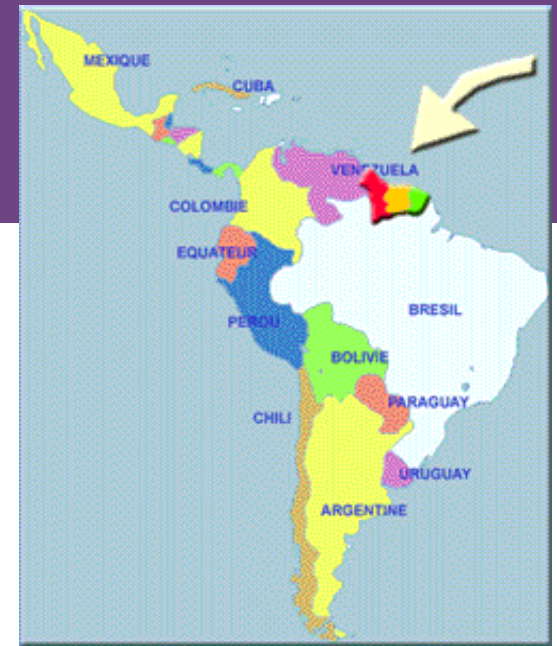 MEXIQUE
CUBA
VENEZUELA
COLOMBIE
EQUATEUR
BRESIL
PEROU
BOLIVIE
PARAGUAY
CHILI
URUGUAY
ARGENTINE